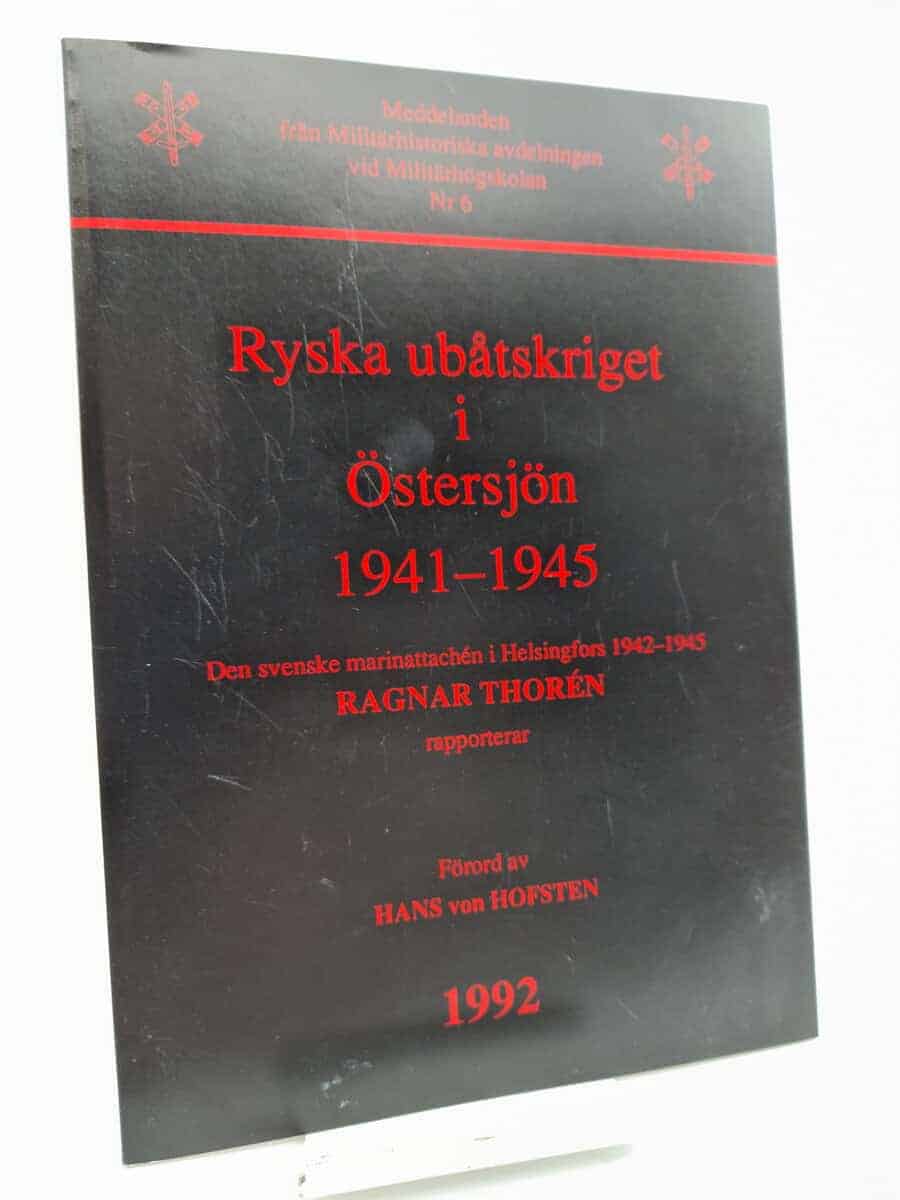 Meddelanden
från Militärhistoriska avdelningen
vid Militärhögskolan
Nr 6
Ryska ubåtskriget
i
Östersjön
1941–1945
Den svenske marinattachén i Helsingfors 1942–1945
RAGNAR THORÉN
rapporterar
Förord av
HANS von HOFSTEN
1992